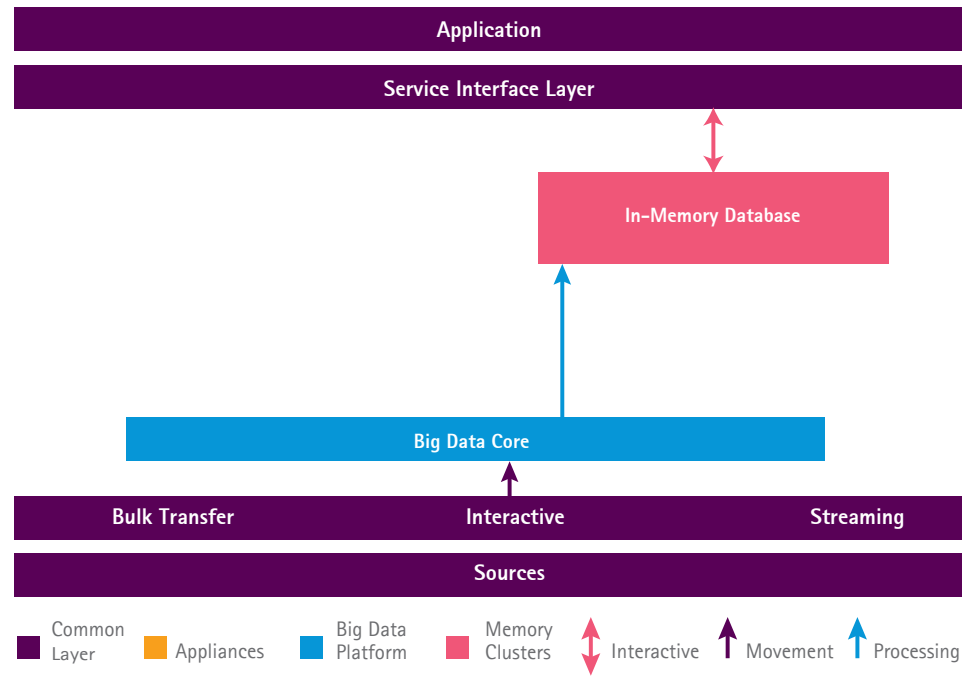 Application
Service Interface Layer
In-Memory Database
Big Data Core
Bulk Transfer Interactive Streaming
Sources
Common Layer
Appliances
Big Data Platform
Memory Clusters
Interactive
Movement
Processing